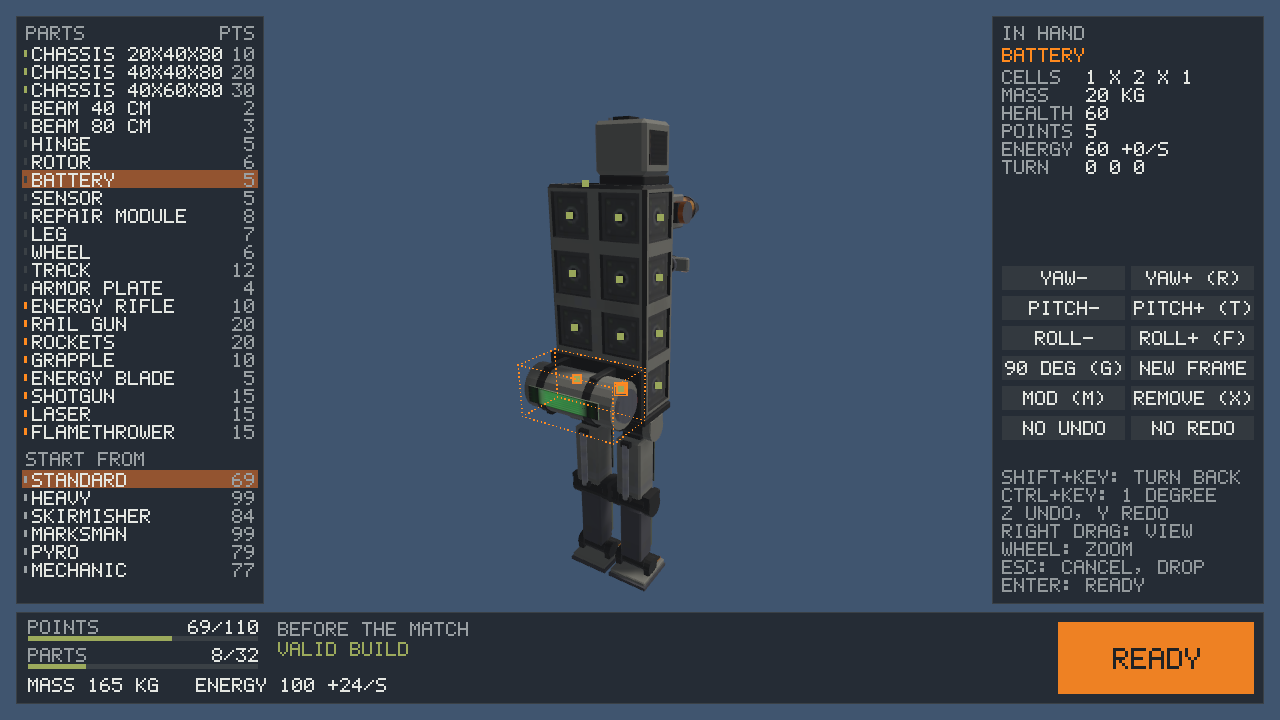 PARTS PTS
CHASSIS 20X40X80 10
CHASSIS 40X40X80 20
CHASSIS 40X60X80 30
BEAM 40 CM 2
BEAM 80 CM 3
HINGE 5
ROTOR 6
BATTERY 5
SENSOR 5
REPAIR MODULE 8
LEG 7
WHEEL 6
TRACK 12
ARMOR PLATE 4
ENERGY RIFLE 10
RAIL GUN 20
ROCKETS 20
GRAPPLE 10
ENERGY BLADE 5
SHOTGUN 15
LASER 15
FLAMETHROWER 15
START FROM
STANDARD 69
HEAVY 99
SKIRMISHER 84
MARKSMAN 99
PYRO 79
MECHANIC 77
IN HAND
BATTERY
CELLS 1 X 2 X 1
MASS 20 KG
HEALTH 60
POINTS 5
ENERGY 60 +0/S
TURN 0 0 0
YAW- YAW+ (R)
PITCH- PITCH+ (T)
ROLL- ROLL+ (F)
90 DEG (G) NEW FRAME
MOD (M) REMOVE (X)
NO UNDO NO REDO
SHIFT+KEY: TURN BACK
CTRL+KEY: 1 DEGREE
Z UNDO, Y REDO
RIGHT DRAG: VIEW
WHEEL: ZOOM
ESC: CANCEL, DROP
ENTER: READY
POINTS 69/110
PARTS 8/32
MASS 165 KG ENERGY 100 +24/S
BEFORE THE MATCH
VALID BUILD
READY